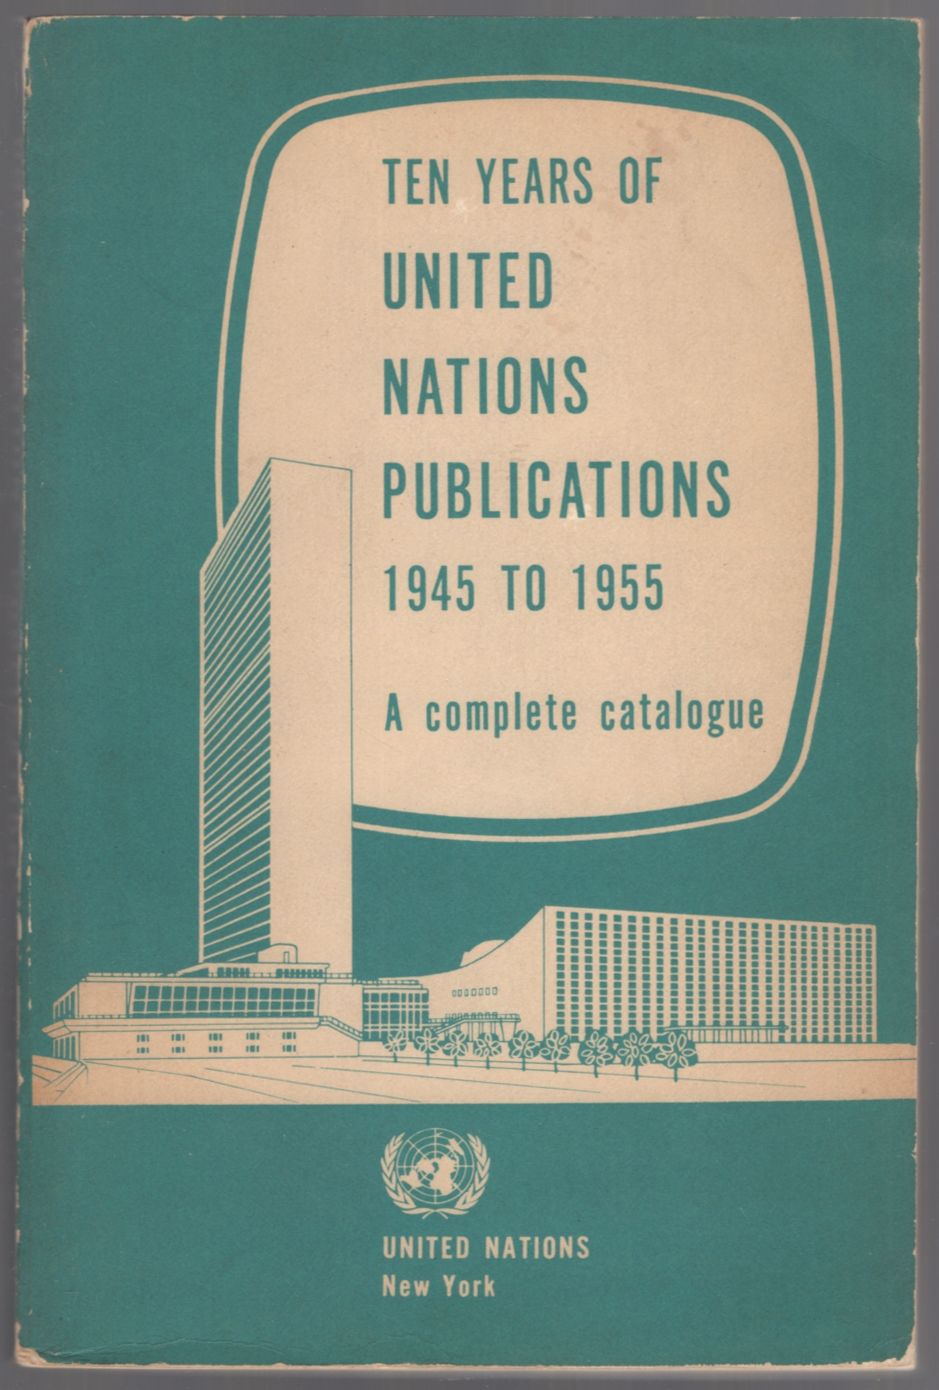 TEN YEARS OF
UNITED
NATIONS
PUBLICATIONS
1945 TO 1955
A complete catalogue
UNITED NATIONS
New York